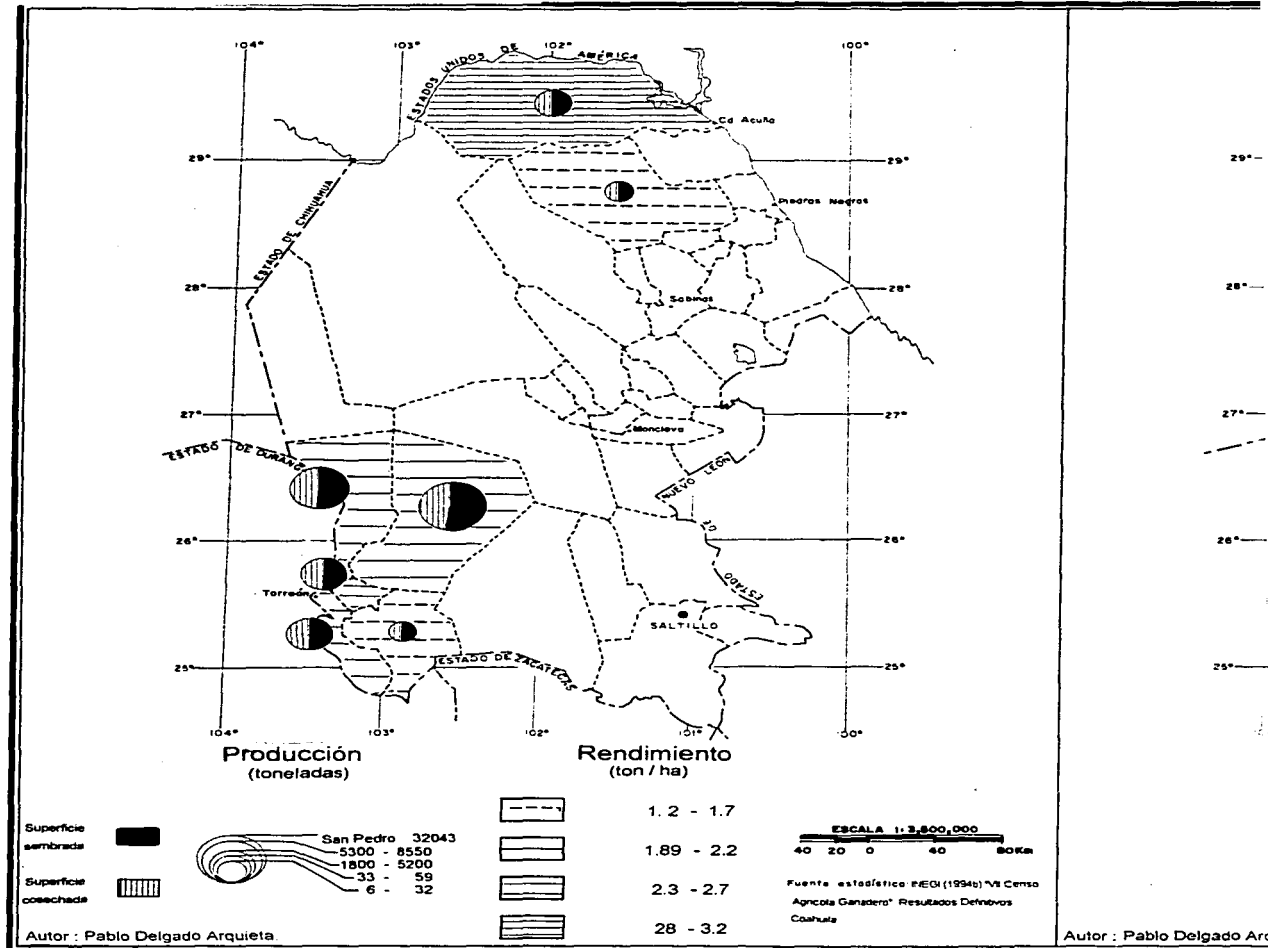 104°
103°
102°
100°
ESTADOS UNIDOS DE AMÉRICA
Cd Acuña
29°
29°
29°
Piedras Negras
ESTADO DE CHIHUAHUA
28°
28°
28°
Sabinas
27°
27°
27°
Monclova
ESTADO DE DURANG
NUEVO LEÓN
DE
ESTADO
26°
26°
26°
Torreón
SALTILLO
25°
25°
25°
ESTADO DE ZACATECAS
104°
103°
102°
101°
Producción
(toneladas)
Rendimiento
(ton / ha)
Superficie
sembrada
Superficie
cosechada
San Pedro 32043
5300 - 8550
1800 - 5200
33 - 59
6 - 32
1. 2 - 1.7
1.89 - 2.2
2.3 - 2.7
28 - 3.2
ESCALA 1:3,800,000
40 20 0 40 80Km
Fuente estadística: INEGI (1994b) "VII Censo
Agrícola Ganadero" Resultados Definitivos
Coahuila
Autor : Pablo Delgado Arquieta.
Autor : Pablo Delgado Arq